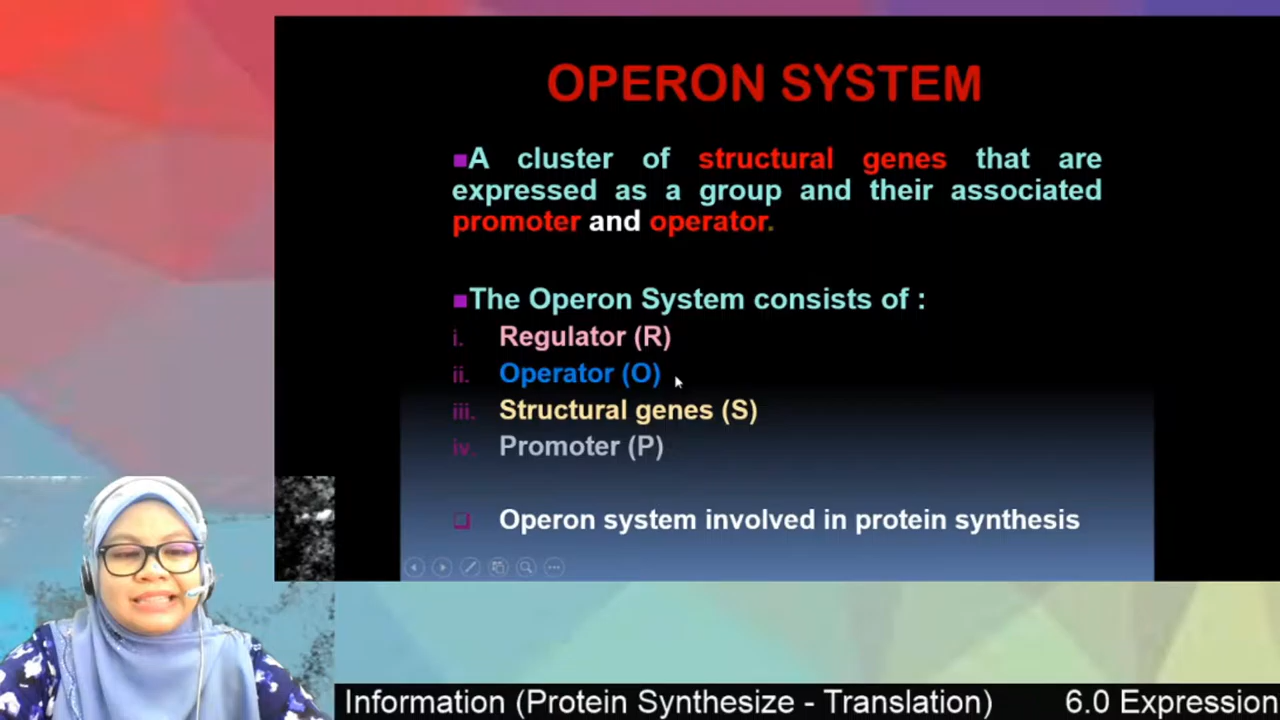 OPERON SYSTEM
■A cluster of structural genes that are
expressed as a group and their associated
promoter and operator.
■The Operon System consists of :
i. Regulator (R)
ii. Operator (O)
iii. Structural genes (S)
iv. Promoter (P)
❑ Operon system involved in protein synthesis
Information (Protein Synthesize - Translation) 6.0 Expression